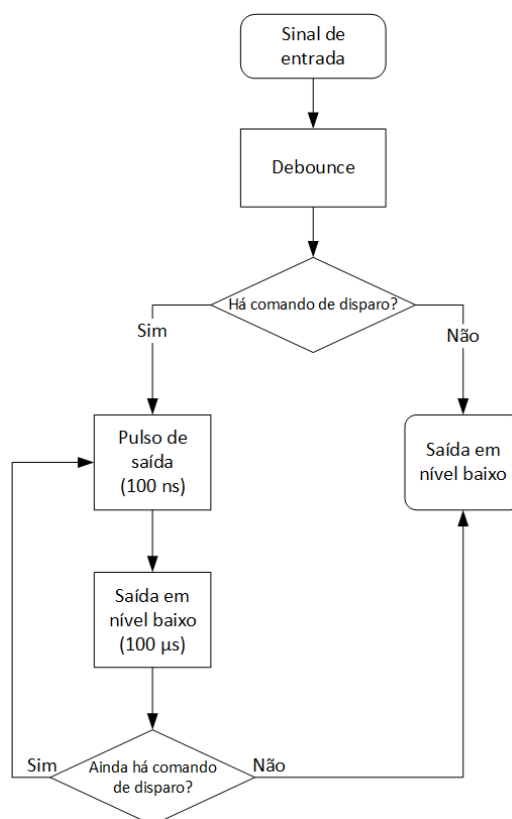 Sinal de
entrada
Debounce
Há comando de disparo?
Sim
Não
Pulso de
saída
(100 ns)
Saída em
nível baixo
Saída em
nível baixo
(100 µs)
Sim
Ainda há comando
de disparo?
Não